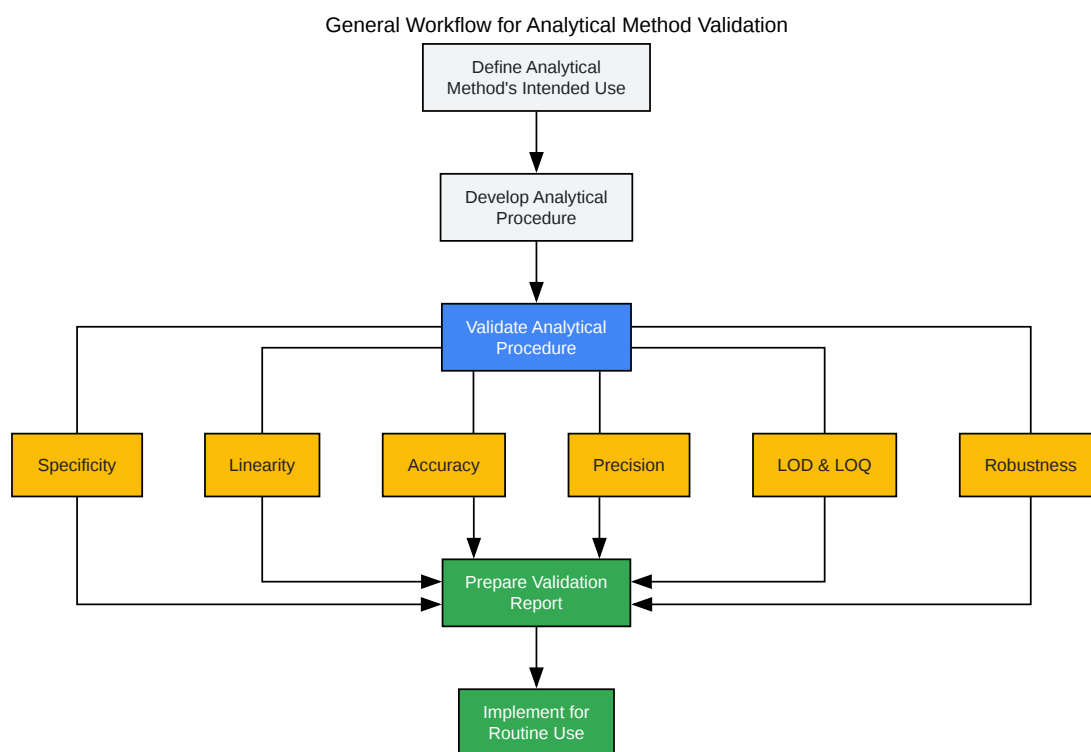 General Workflow for Analytical Method Validation
Define Analytical
Method's Intended Use
Develop Analytical
Procedure
Validate Analytical
Procedure
Specificity
Linearity
Accuracy
Precision
LOD & LOQ
Robustness
Prepare Validation
Report
Implement for
Routine Use